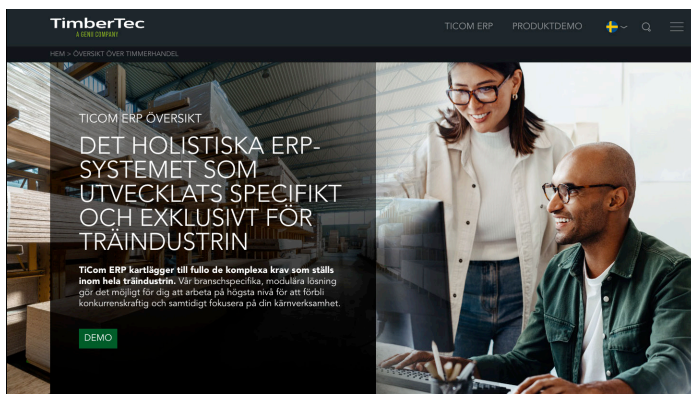 TimberTec
A GENU COMPANY
TICOM ERP PRODUKTDEMO
HEM > ÖVERSIKT ÖVER TIMMERHANDEL
TICOM ERP ÖVERSIKT
DET HOLISTISKA ERP-
SYSTEMET SOM
UTVECKLATS SPECIFIKT
OCH EXKLUSIVT FÖR
TRÄINDUSTRIN
TiCom ERP kartlägger till fullo de komplexa krav som ställs
inom hela träindustrin. Vår branschspecifika, modulära lösning
gör det möjligt för dig att arbeta på högsta nivå för att förbli
konkurrenskraftig och samtidigt fokusera på din kärnverksamhet.
DEMO